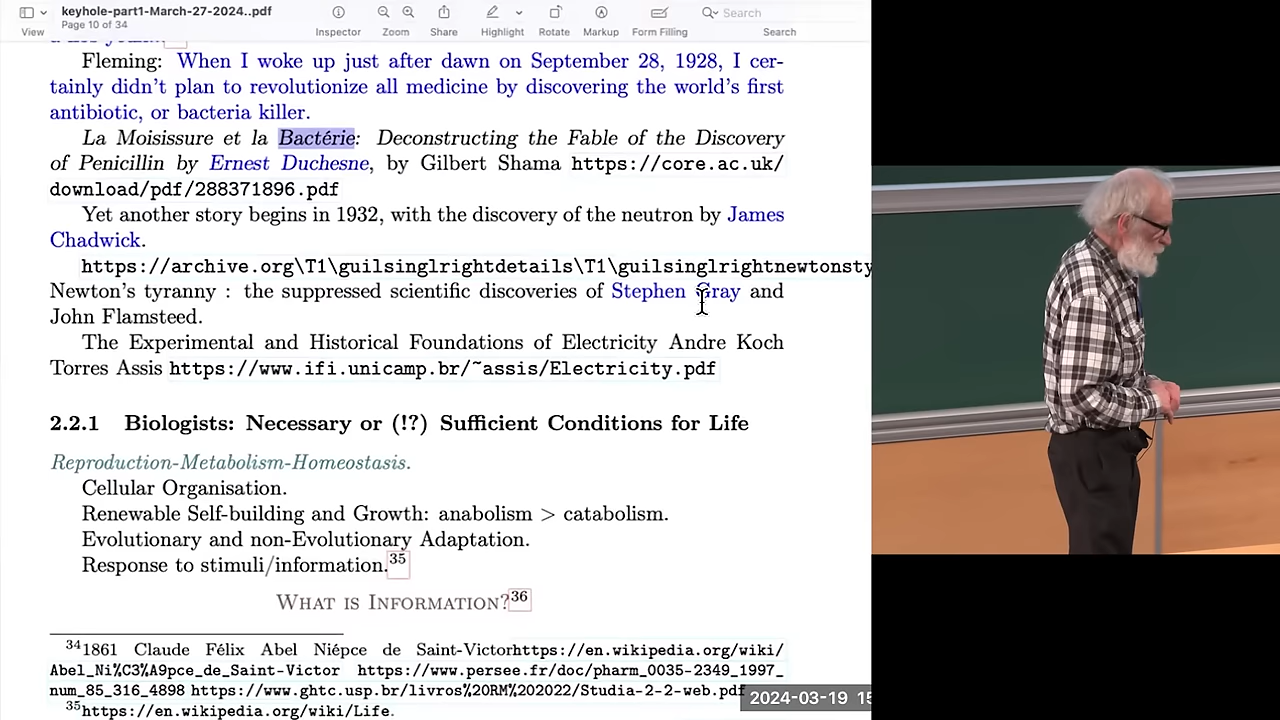 keyhole-part1-March-27-2024..pdf
Page 10 of 34
View
Inspector
Zoom
Share
Highlight
Rotate
Markup
Form Filling
Search
Search
Fleming: When I woke up just after dawn on September 28, 1928, I cer-
tainly didn't plan to revolutionize all medicine by discovering the world's first
antibiotic, or bacteria killer.
La Moisissure et la Bactérie: Deconstructing the Fable of the Discovery
of Penicillin by Ernest Duchesne, by Gilbert Shama https://core.ac.uk/
download/pdf/288371896.pdf
Yet another story begins in 1932, with the discovery of the neutron by James
Chadwick.
https://archive.org\T1\guilsinglrightdetails\T1\guilsinglrightnewtonsty
Newton's tyranny : the suppressed scientific discoveries of Stephen Gray and
John Flamsteed.
The Experimental and Historical Foundations of Electricity Andre Koch
Torres Assis https://www.ifi.unicamp.br/~assis/Electricity.pdf
2.2.1 Biologists: Necessary or (!?) Sufficient Conditions for Life
Reproduction-Metabolism-Homeostasis.
Cellular Organisation.
Renewable Self-building and Growth: anabolism > catabolism.
Evolutionary and non-Evolutionary Adaptation.
Response to stimuli/information.35
What is Information?36
341861 Claude Félix Abel Niépce de Saint-Victorhttps://en.wikipedia.org/wiki/
Abel_Ni%C3%A9pce_de_Saint-Victor https://www.persee.fr/doc/pharm_0035-2349_1997_
num_85_316_4898 https://www.ghtc.usp.br/livros%20RM%202022/Studia-2-2-web.pdf
35https://en.wikipedia.org/wiki/Life.
2024-03-19 15